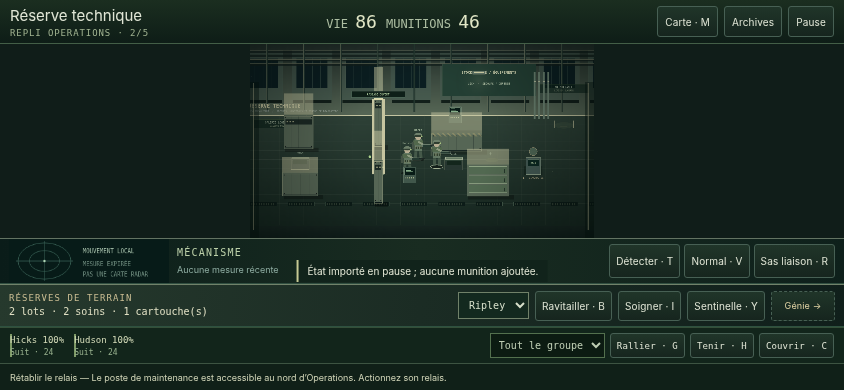 Réserve technique
REPLI OPERATIONS · 2/5
VIE 86 MUNITIONS 46
Carte · M
Archives
Pause
MOUVEMENT LOCAL
MESURE EXPIRÉE
PAS UNE CARTE RADAR
MÉCANISME
Aucune mesure récente
État importé en pause ; aucune munition ajoutée.
Détecter · T
Normal · V
Sas liaison · R
RÉSERVES DE TERRAIN
2 lots · 2 soins · 1 cartouche(s)
Ripley
Ravitailler · B
Soigner · I
Sentinelle · Y
Génie →
Hicks 100%
Suit · 24
Hudson 100%
Suit · 24
Tout le groupe
Rallier · G
Tenir · H
Couvrir · C
Rétablir le relais — Le poste de maintenance est accessible au nord d'Operations. Actionnez son relais.